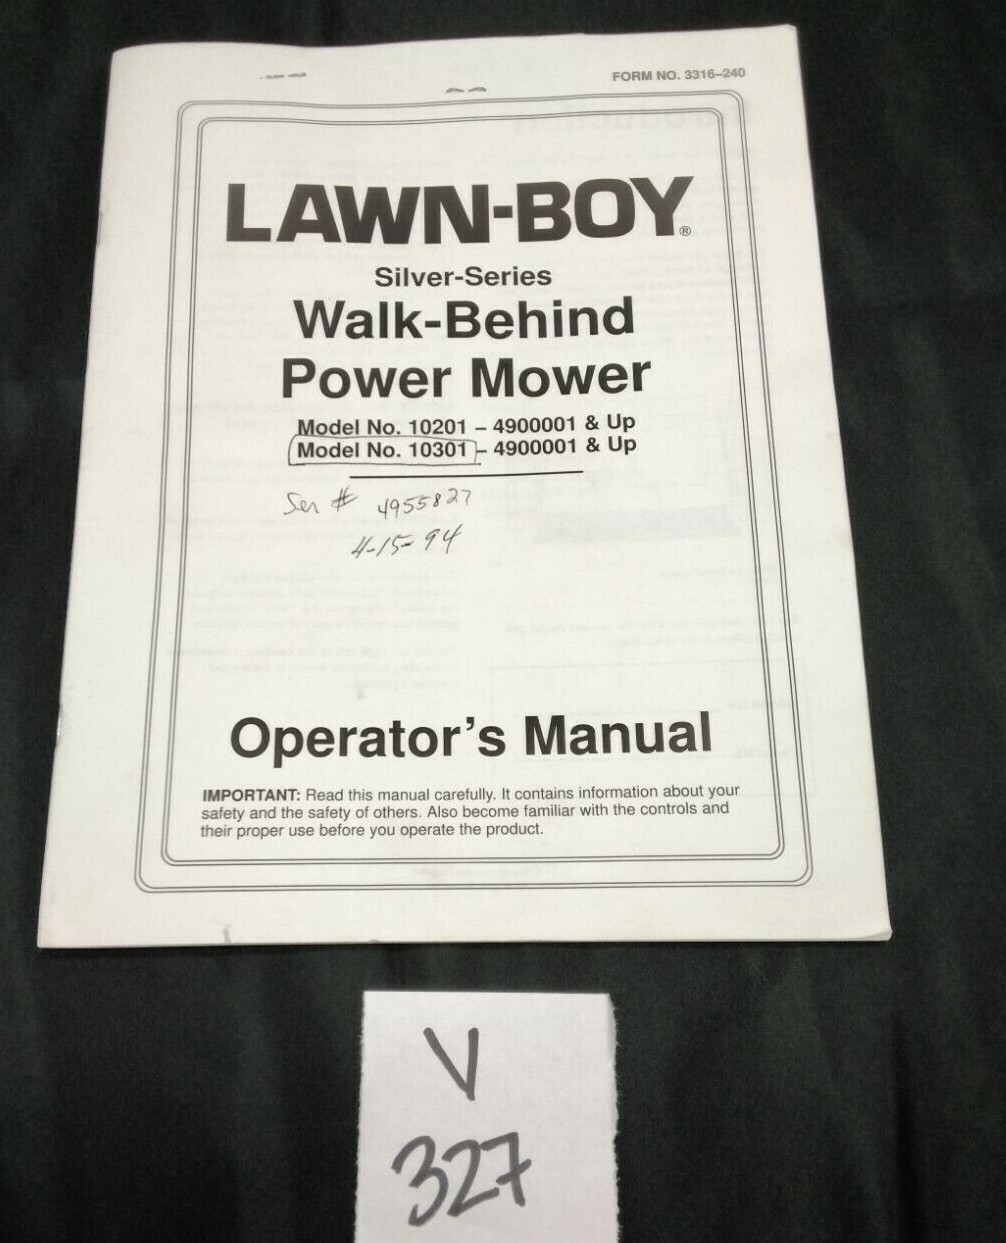 FORM NO. 3316–240
LAWN-BOY®
Silver-Series
Walk-Behind
Power Mower
Model No. 10201 – 4900001 & Up
Model No. 10301 – 4900001 & Up
Ser # 4955827
4-15-94
Operator's Manual
IMPORTANT: Read this manual carefully. It contains information about your
safety and the safety of others. Also become familiar with the controls and
their proper use before you operate the product.
V
327